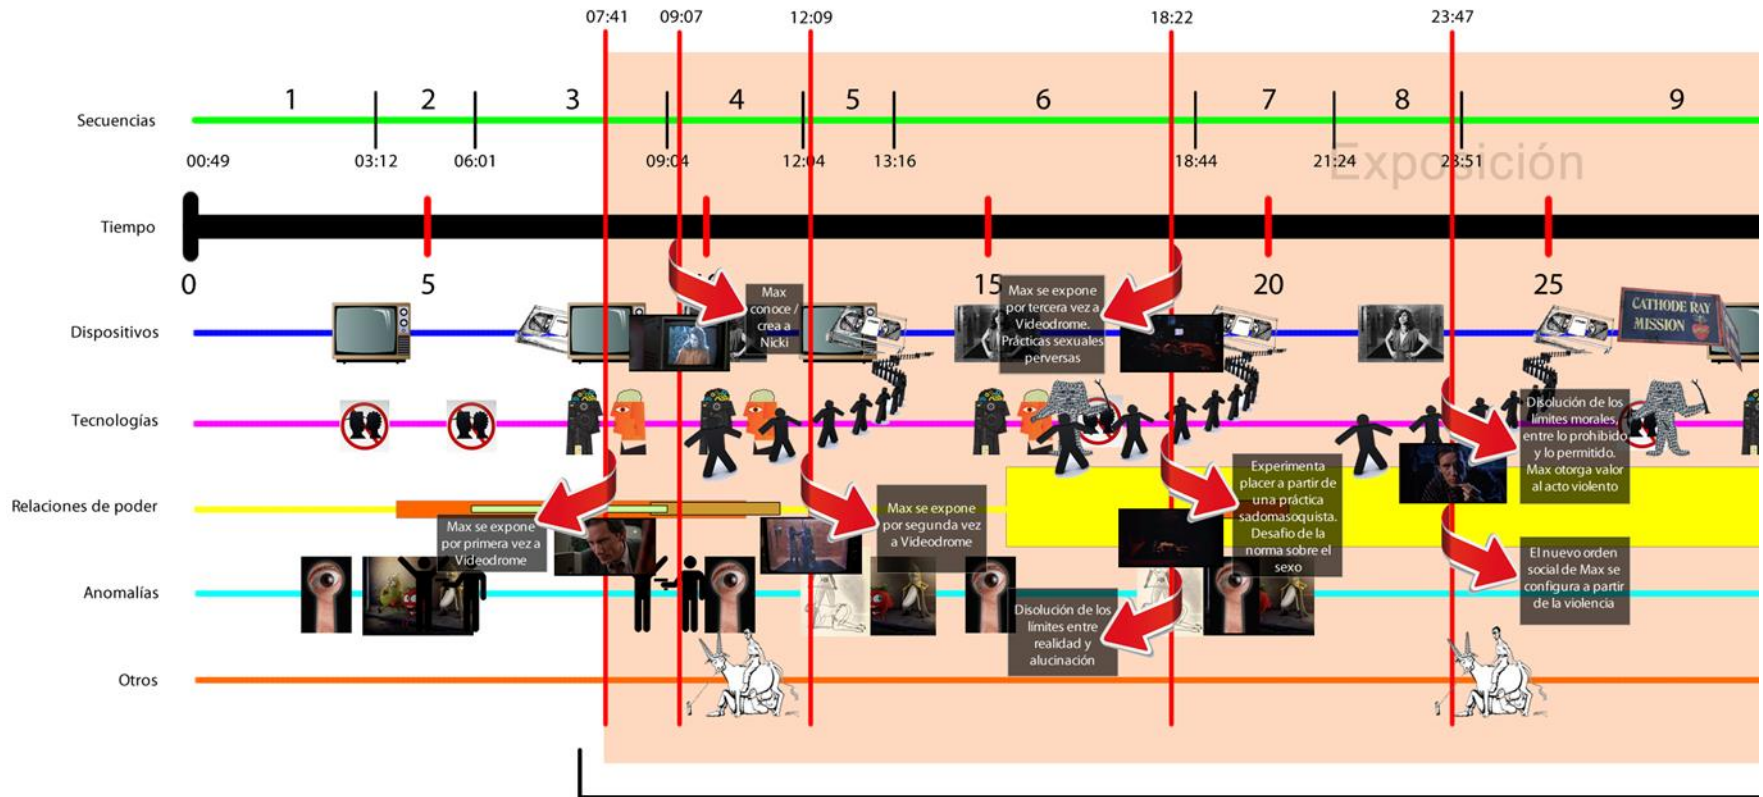 07:41
09:07
12:09
18:22
23:47
1
2
3
4
5
6
7
8
9
Secuencias
00:49
03:12
06:01
09:04
12:04
13:16
18:44
21:24
23:51
Exposición
Tiempo
0
5
15
20
25
Dispositivos
Max
conoce /
crea a
Nicki
Max se expone
por tercera vez a
Videodrome.
Prácticas sexuales
perversas
CATHODE RAY
MISSION
Tecnologías
Disolución de los
límites morales,
entre lo prohibido
y lo permitido.
Max otorga valor
al acto violento
Relaciones de poder
Max se expone
por primera vez a
Videodrome
Max se expone
por segunda vez
a Videodrome
Experimenta
placer a partir de
una práctica
sadomasoquista.
Desafío de la
norma sobre el
sexo
El nuevo orden
social de Max se
configura a partir
de la violencia
Anomalías
Disolución de los
límites entre
realidad y
alucinación
Otros